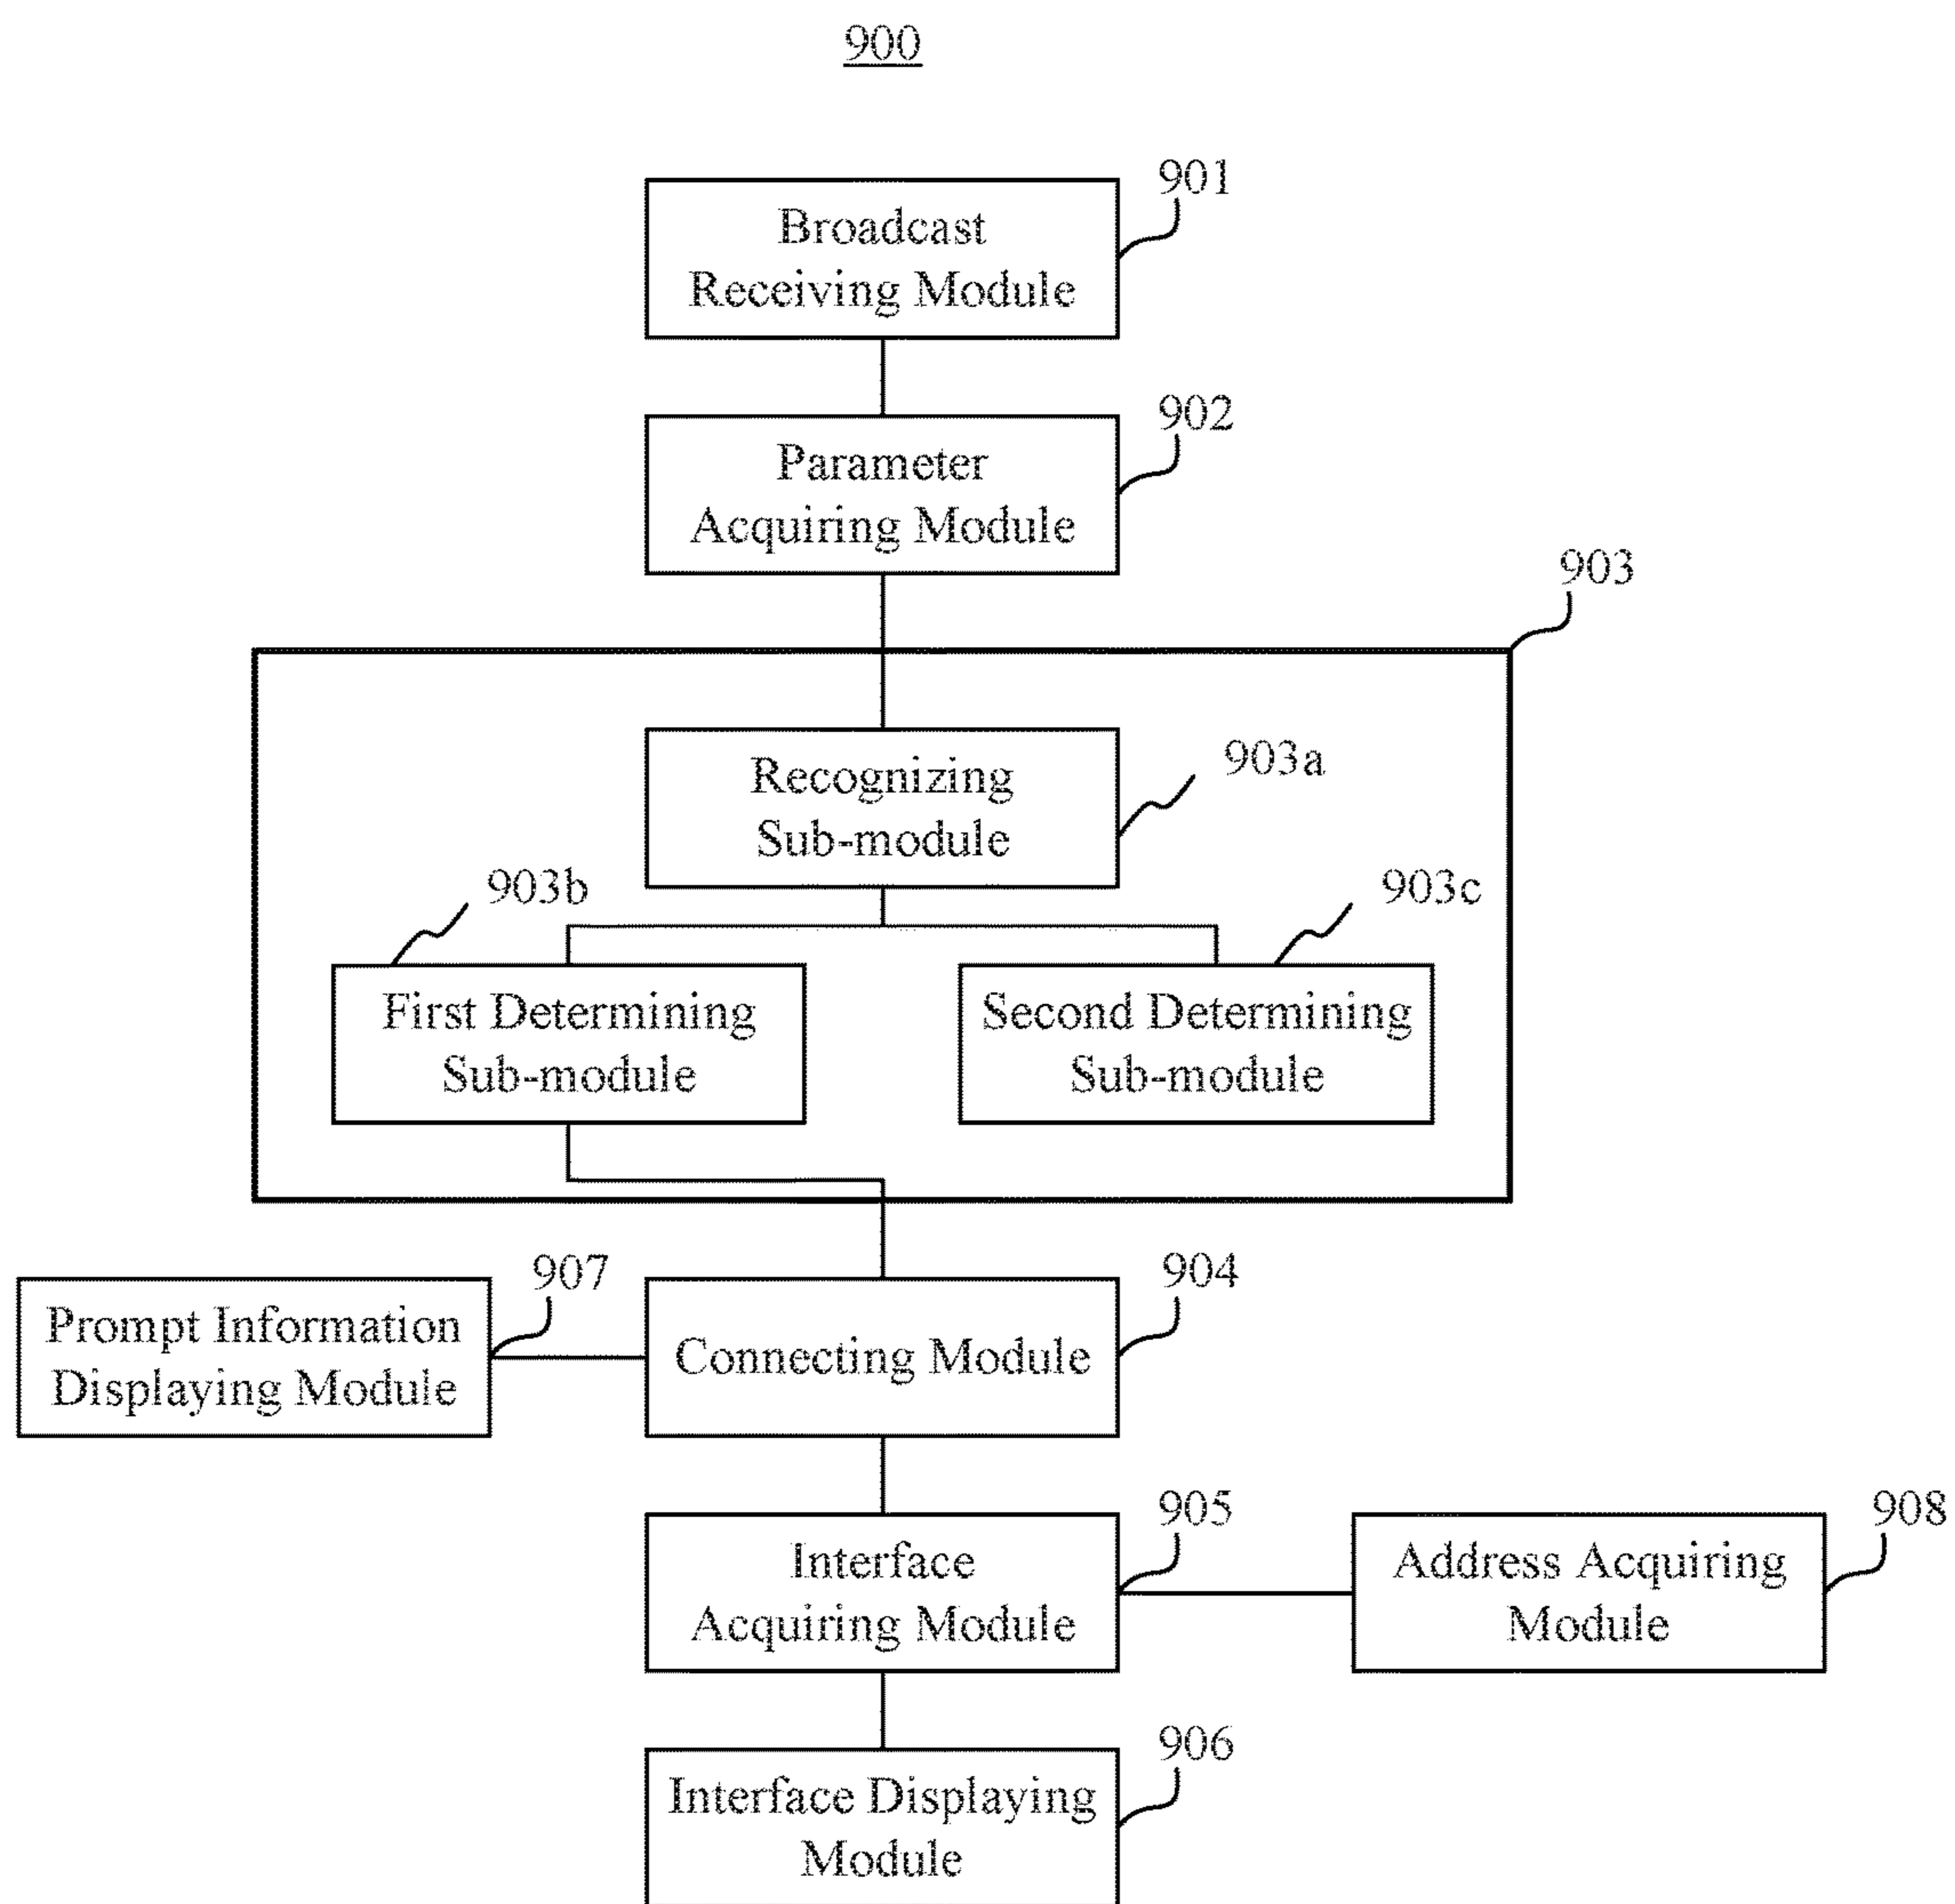 900
901
Broadcast
Receiving Module
902
Parameter
Acquiring Module
903
903a
Recognizing
Sub-module
903b
903c
First Determining
Sub-module
Second Determining
Sub-module
907
904
Prompt Information
Displaying Module
Connecting Module
905
908
Interface
Acquiring Module
Address Acquiring
Module
906
Interface Displaying
Module